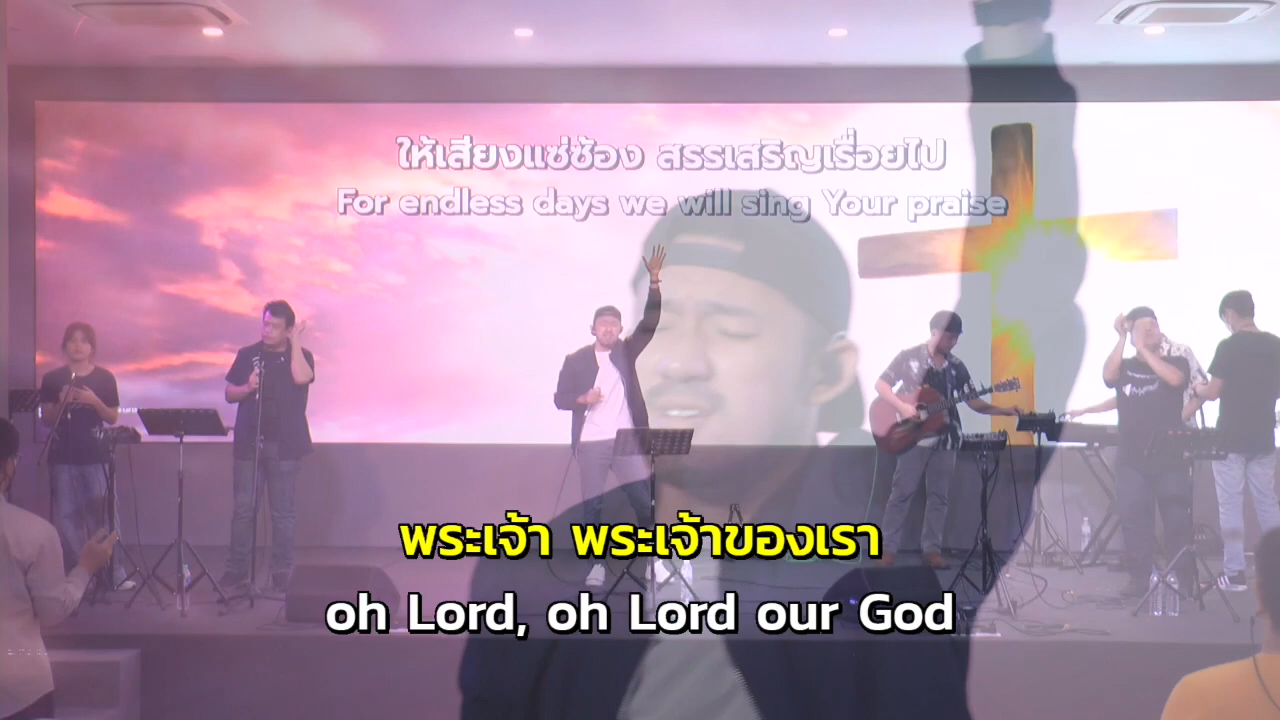 ให้เสียงแซ่ซ้อง สรรเสริญเรื่อยไป
For endless days we will sing Your praise
พระเจ้า พระเจ้าของเรา
oh Lord, oh Lord our God